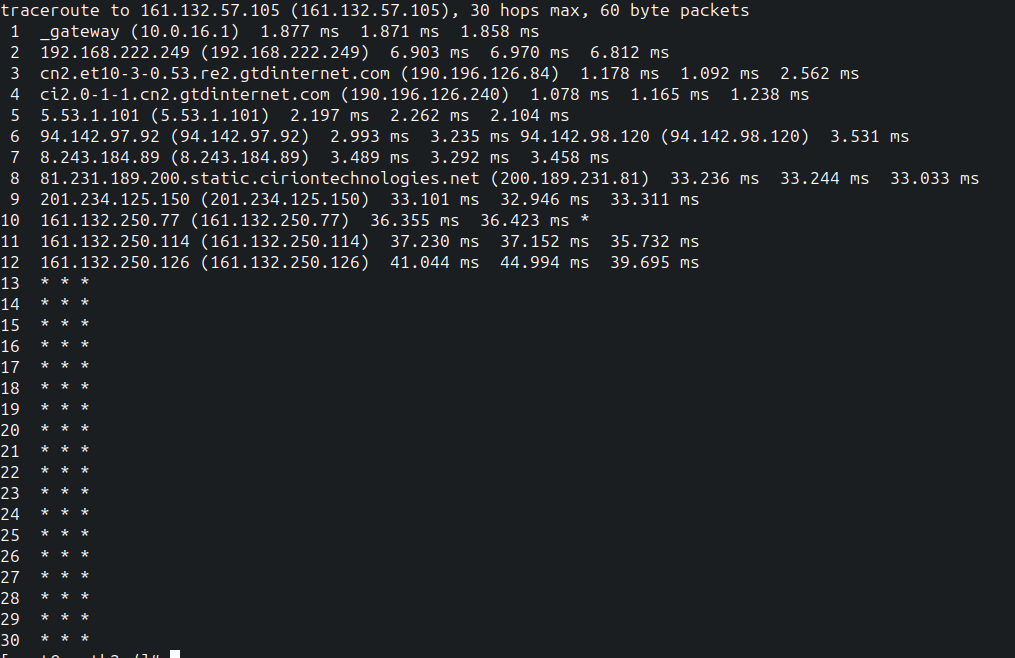 traceroute to 161.132.57.105 (161.132.57.105), 30 hops max, 60 byte packets
1 _gateway (10.0.16.1) 1.877 ms 1.871 ms 1.858 ms
2 192.168.222.249 (192.168.222.249) 6.903 ms 6.970 ms 6.812 ms
3 cn2.et10-3-0.53.re2.gtdinternet.com (190.196.126.84) 1.178 ms 1.092 ms 2.562 ms
4 ci2.0-1-1.cn2.gtdinternet.com (190.196.126.240) 1.078 ms 1.165 ms 1.238 ms
5 5.53.1.101 (5.53.1.101) 2.197 ms 2.262 ms 2.104 ms
6 94.142.97.92 (94.142.97.92) 2.993 ms 3.235 ms 94.142.98.120 (94.142.98.120) 3.531 ms
7 8.243.184.89 (8.243.184.89) 3.489 ms 3.292 ms 3.458 ms
8 81.231.189.200.static.ciriontechnologies.net (200.189.231.81) 33.236 ms 33.244 ms 33.033 ms
9 201.234.125.150 (201.234.125.150) 33.101 ms 32.946 ms 33.311 ms
10 161.132.250.77 (161.132.250.77) 36.355 ms 36.423 ms *
11 161.132.250.114 (161.132.250.114) 37.230 ms 37.152 ms 35.732 ms
12 161.132.250.126 (161.132.250.126) 41.044 ms 44.994 ms 39.695 ms
13 * * *
14 * * *
15 * * *
16 * * *
17 * * *
18 * * *
19 * * *
20 * * *
21 * * *
22 * * *
23 * * *
24 * * *
25 * * *
26 * * *
27 * * *
28 * * *
29 * * *
30 * * *